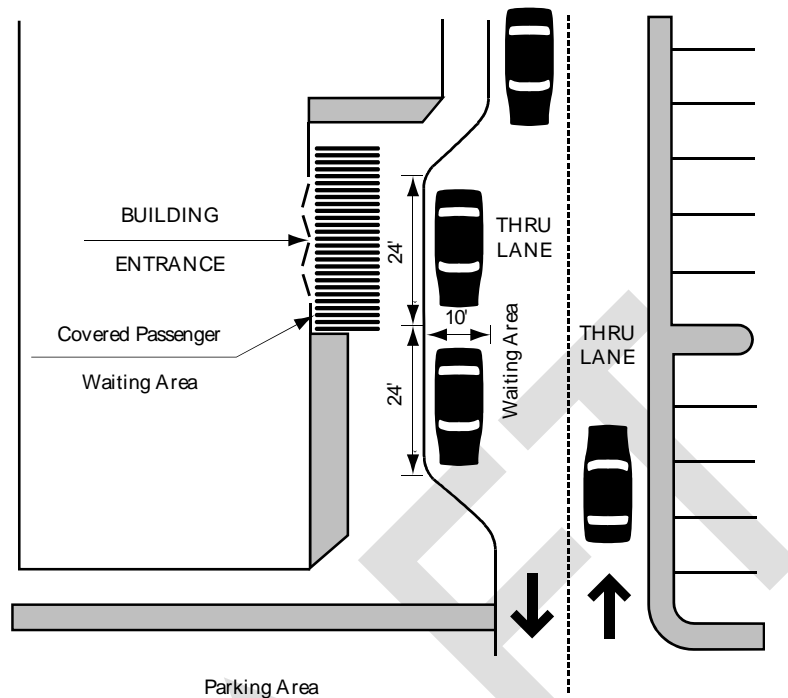 BUILDING
ENTRANCE
Covered Passenger
Waiting Area
24'
24'
10'
Waiting Area
THRU
LANE
THRU
LANE
Parking Area